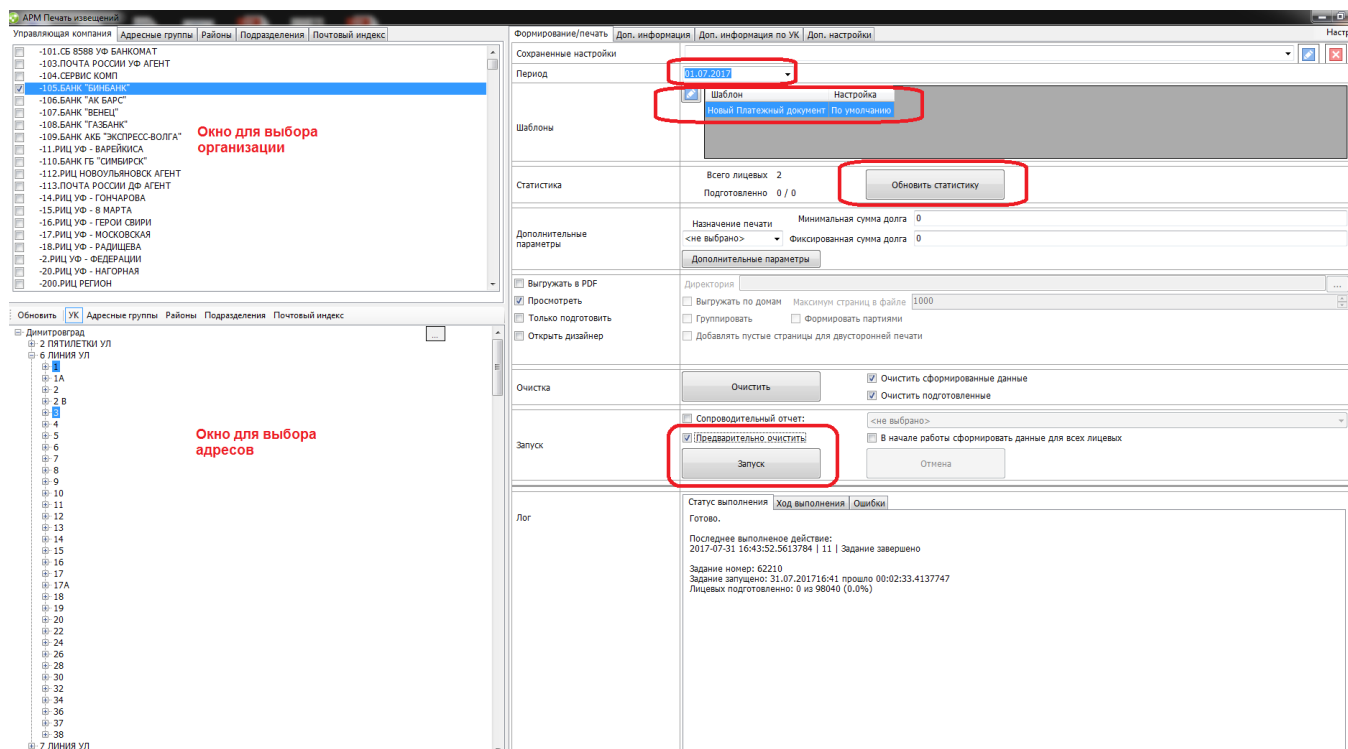 АРМ Печать извещений
Управляющая компания Адресные группы Районы Подразделения Почтовый индекс
-101.СБ 8588 УФ БАНКОМАТ
-103.ПОЧТА РОССИИ УФ АГЕНТ
-104.СЕРВИС КОМП
-105.БАНК "БИНБАНК"
-106.БАНК "АК БАРС"
-107.БАНК "ВЕНЕЦ"
-108.БАНК "ГАЗБАНК"
-109.БАНК АКБ "ЭКСПРЕСС-ВОЛГА"
-11.РИЦ УФ - ВАРЕЙКИСА
-110.БАНК ГБ "СИМБИРСК"
-112.РИЦ НОВОУЛЬЯНОВСК АГЕНТ
-113.ПОЧТА РОССИИ ДФ АГЕНТ
-14.РИЦ УФ - ГОНЧАРОВА
-15.РИЦ УФ - 8 МАРТА
-16.РИЦ УФ - ГЕРОИ СВИРИ
-17.РИЦ УФ - МОСКОВСКАЯ
-18.РИЦ УФ - РАДИЩЕВА
-2.РИЦ УФ - ФЕДЕРАЦИИ
-20.РИЦ УФ - НАГОРНАЯ
-200.РИЦ РЕГИОН
Окно для выбора
организации
Обновить УК Адресные группы Районы Подразделения Почтовый индекс
Димитровград
...
2 ПЯТИЛЕТКИ УЛ
6 ЛИНИЯ УЛ
1
1А
2
2 В
3
4
5
6
7
8
9
10
11
12
13
14
15
16
17
17А
18
19
20
22
24
26
28
30
32
34
36
37
38
7 ЛИНИЯ УЛ
Окно для выбора
адресов
Формирование/печать Доп. информация Доп. информация по УК Доп. настройки
Настр
Сохраненные настройки
Период
01.07.2017
Шаблоны
Шаблон Настройка
Новый Платежный документ По умолчанию
Статистика
Всего лицевых 2
Подготовленно 0 / 0
Обновить статистику
Дополнительные
параметры
Назначение печати
Минимальная сумма долга 0
<не выбрано>
Фиксированная сумма долга 0
Дополнительные параметры
Выгружать в PDF
Директория
...
Просмотреть
Выгружать по домам Максимум страниц в файле 1000
Только подготовить
Группировать Формировать партиями
Открыть дизайнер
Добавлять пустые страницы для двусторонней печати
Очистка
Очистить
Очистить сформированные данные
Очистить подготовленные
Запуск
Сопроводительный отчет:
<не выбрано>
Предварительно очистить
В начале работы сформировать данные для всех лицевых
Запуск
Отмена
Лог
Статус выполнения Ход выполнения Ошибки
Готово.
Последнее выполненое действие:
2017-07-31 16:43:52.5613784 | 11 | Задание завершено
Задание номер: 62210
Задание запущено: 31.07.201716:41 прошло 00:02:33.4137747
Лицевых подготовленно: 0 из 98040 (0.0%)